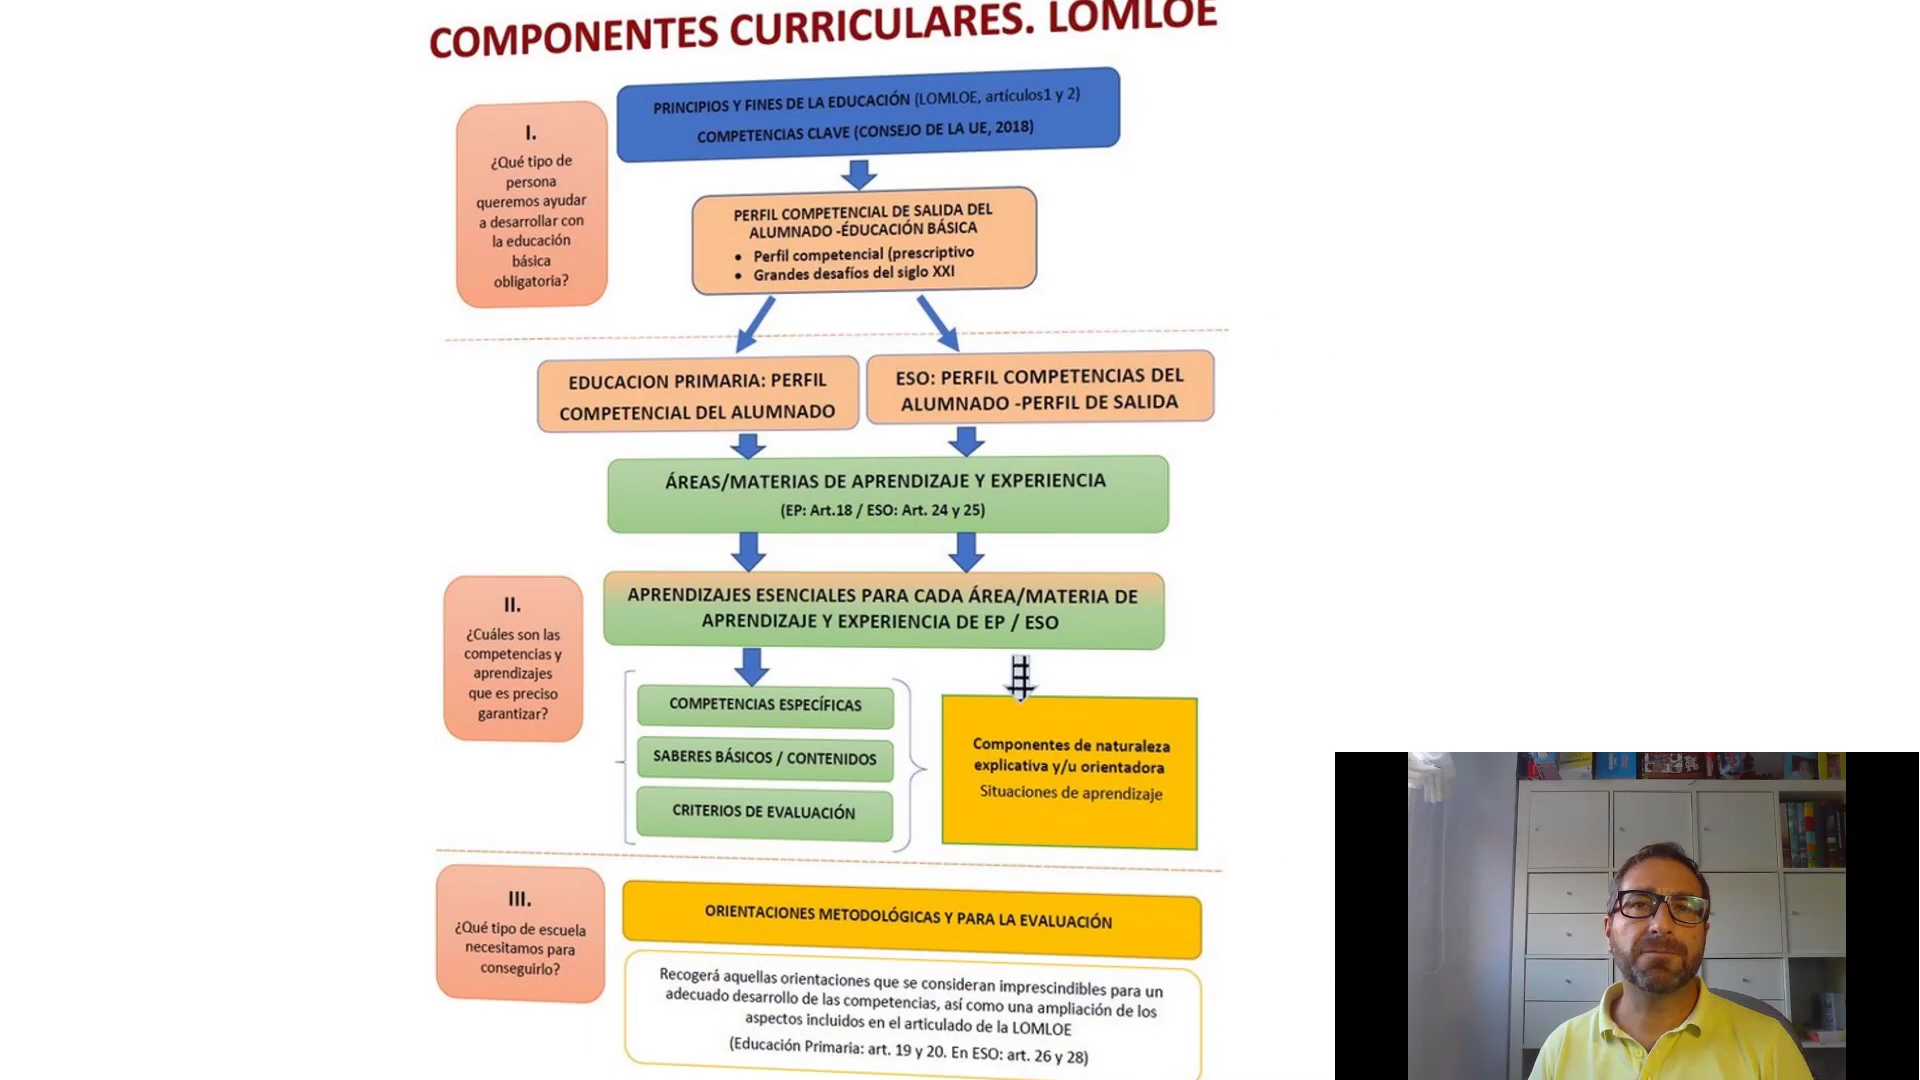 COMPONENTES CURRICULARES. LOMLOE
I.
¿Qué tipo de
persona
queremos ayudar
a desarrollar con
la educación
básica
obligatoria?
PRINCIPIOS Y FINES DE LA EDUCACIÓN (LOMLOE, artículos1 y 2)
COMPETENCIAS CLAVE (CONSEJO DE LA UE, 2018)
PERFIL COMPETENCIAL DE SALIDA DEL
ALUMNADO -ÉDUCACIÓN BÁSICA
• Perfil competencial (prescriptivo
• Grandes desafíos del siglo XXI
EDUCACION PRIMARIA: PERFIL
COMPETENCIAL DEL ALUMNADO
ESO: PERFIL COMPETENCIAS DEL
ALUMNADO -PERFIL DE SALIDA
ÁREAS/MATERIAS DE APRENDIZAJE Y EXPERIENCIA
(EP: Art.18 / ESO: Art. 24 y 25)
II.
¿Cuáles son las
competencias y
aprendizajes
que es preciso
garantizar?
APRENDIZAJES ESENCIALES PARA CADA ÁREA/MATERIA DE
APRENDIZAJE Y EXPERIENCIA DE EP / ESO
COMPETENCIAS ESPECÍFICAS
SABERES BÁSICOS / CONTENIDOS
CRITERIOS DE EVALUACIÓN
Componentes de naturaleza
explicativa y/u orientadora
Situaciones de aprendizaje
III.
¿Qué tipo de escuela
necesitamos para
conseguirlo?
ORIENTACIONES METODOLÓGICAS Y PARA LA EVALUACIÓN
Recogerá aquellas orientaciones que se consideran imprescindibles para un
adecuado desarrollo de las competencias, así como una ampliación de los
aspectos incluidos en el articulado de la LOMLOE
(Educación Primaria: art. 19 y 20. En ESO: art. 26 y 28)